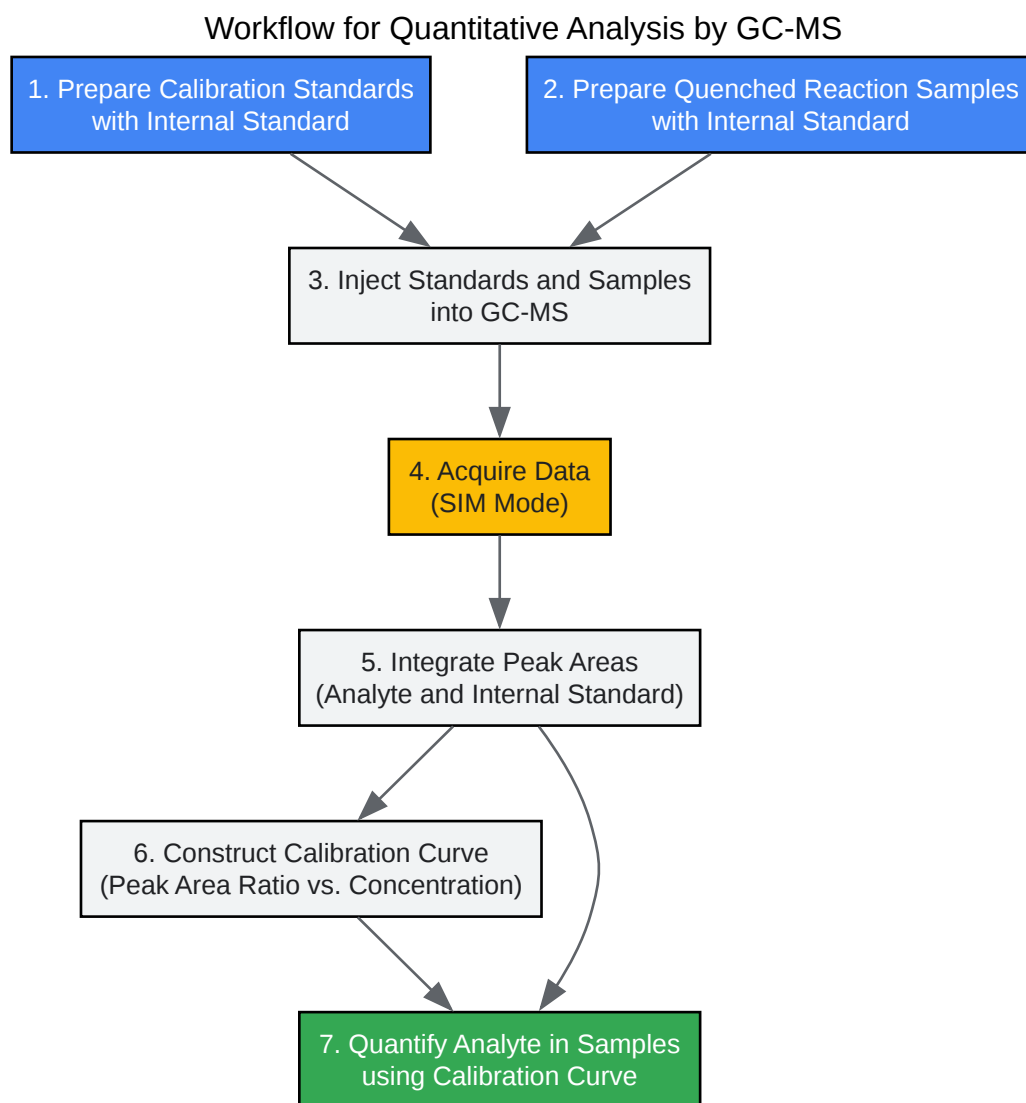 Workflow for Quantitative Analysis by GC-MS
1. Prepare Calibration Standards
with Internal Standard
2. Prepare Quenched Reaction Samples
with Internal Standard
3. Inject Standards and Samples
into GC-MS
4. Acquire Data
(SIM Mode)
5. Integrate Peak Areas
(Analyte and Internal Standard)
6. Construct Calibration Curve
(Peak Area Ratio vs. Concentration)
7. Quantify Analyte in Samples
using Calibration Curve